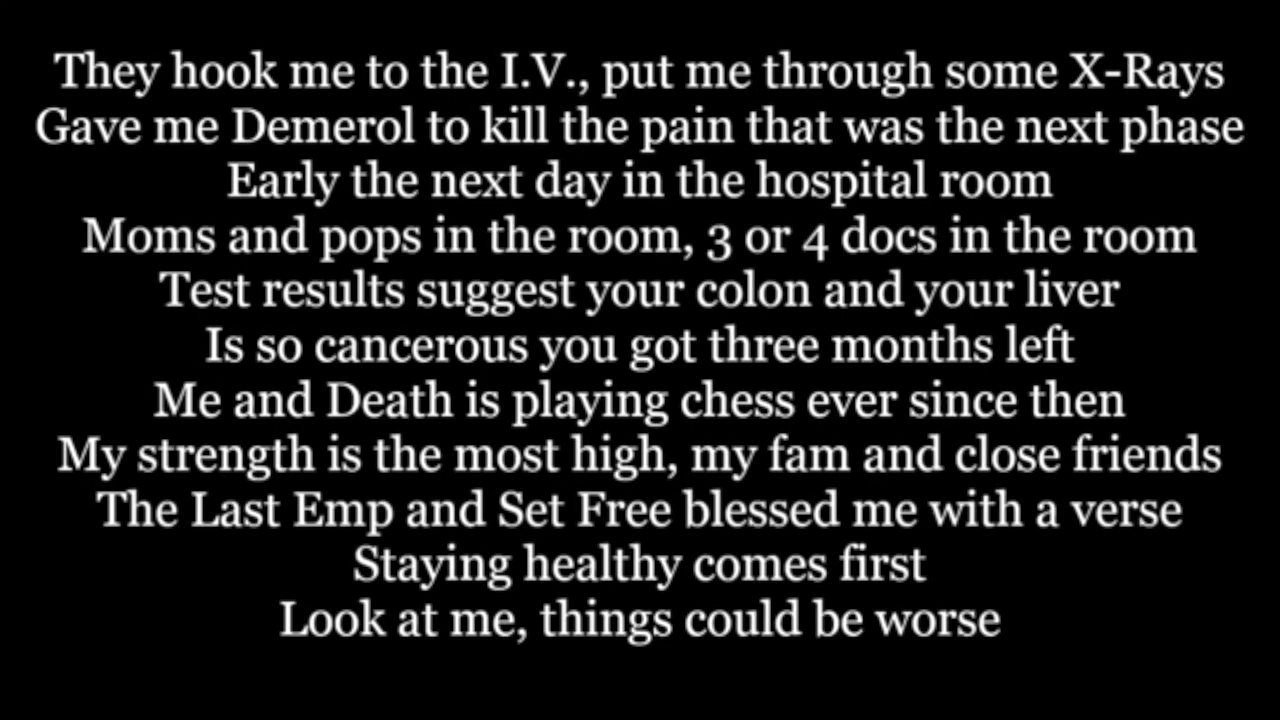 They hook me to the I.V., put me through some X-Rays
Gave me Demerol to kill the pain that was the next phase
Early the next day in the hospital room
Moms and pops in the room, 3 or 4 docs in the room
Test results suggest your colon and your liver
Is so cancerous you got three months left
Me and Death is playing chess ever since then
My strength is the most high, my fam and close friends
The Last Emp and Set Free blessed me with a verse
Staying healthy comes first
Look at me, things could be worse